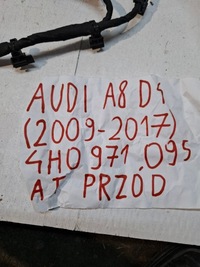 AUDI A8 D4
(2009-2017)
4H0 971 095
AT PRZÓD